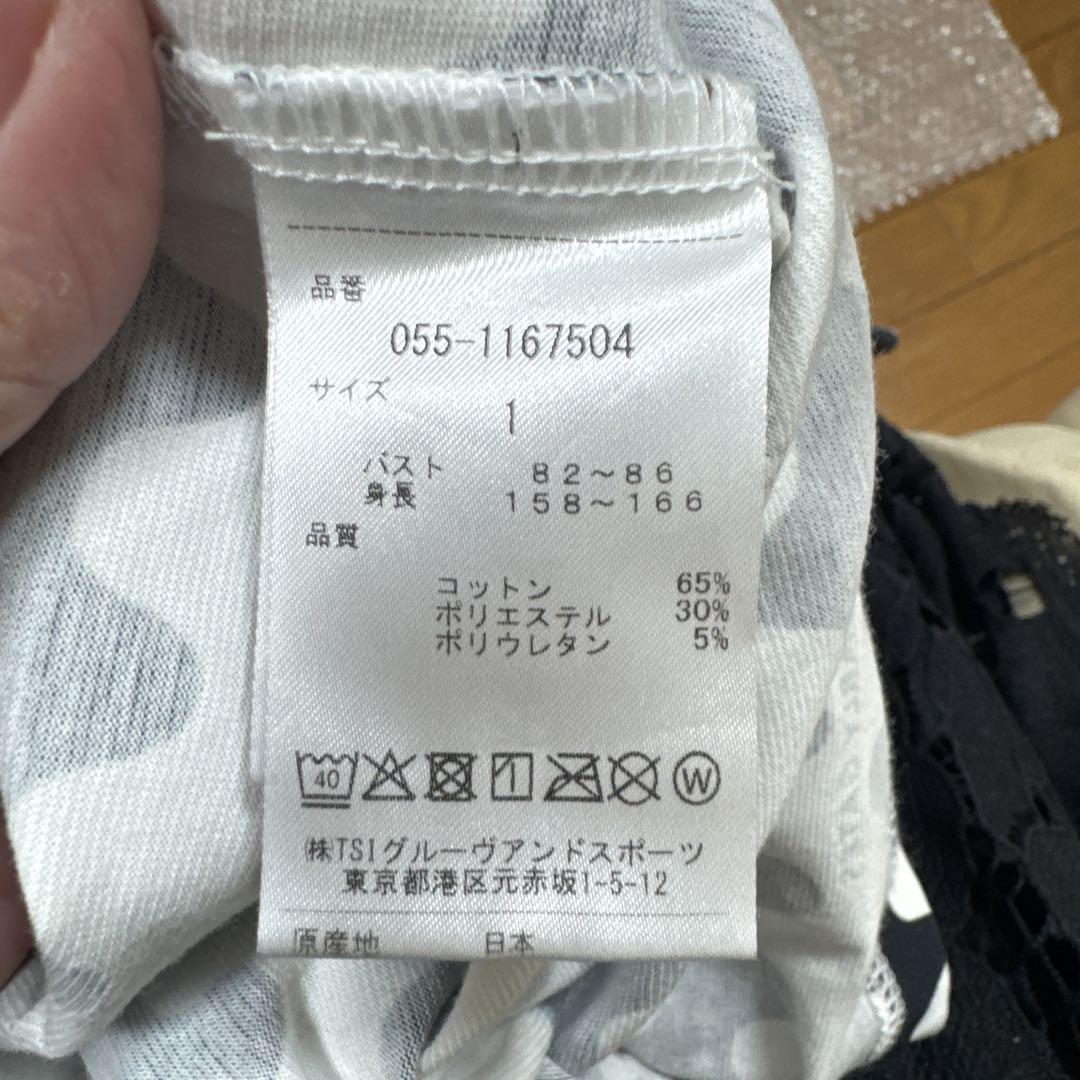 品番
055-1167504
サイズ
1
バスト 82～86
身長 158～166
品質
コットン 65%
ポリエステル 30%
ポリウレタン 5%
40 1 W
㈱TSIグルーヴアンドスポーツ
東京都港区元赤坂1-5-12
原産地 日本